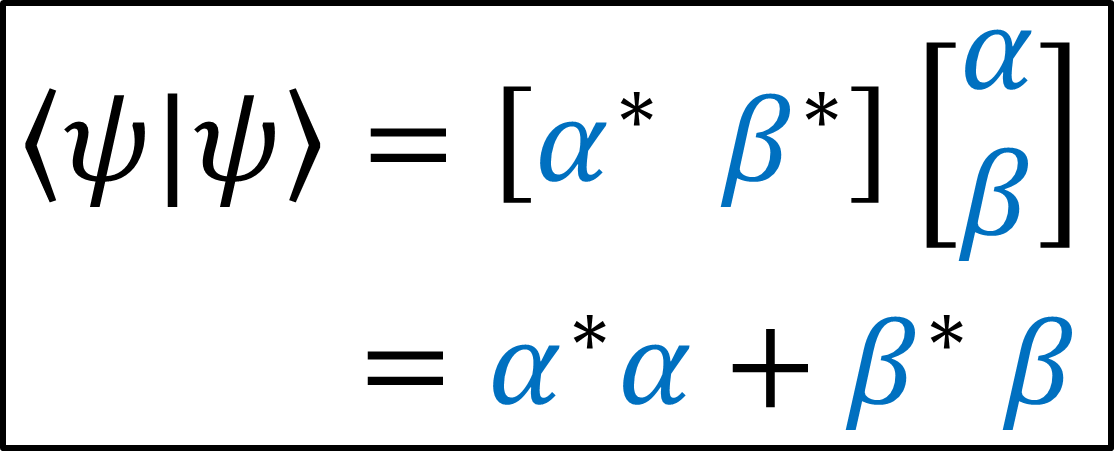 ⟨ψ|ψ⟩ = [α* β*] [α β]
= α*α + β* β